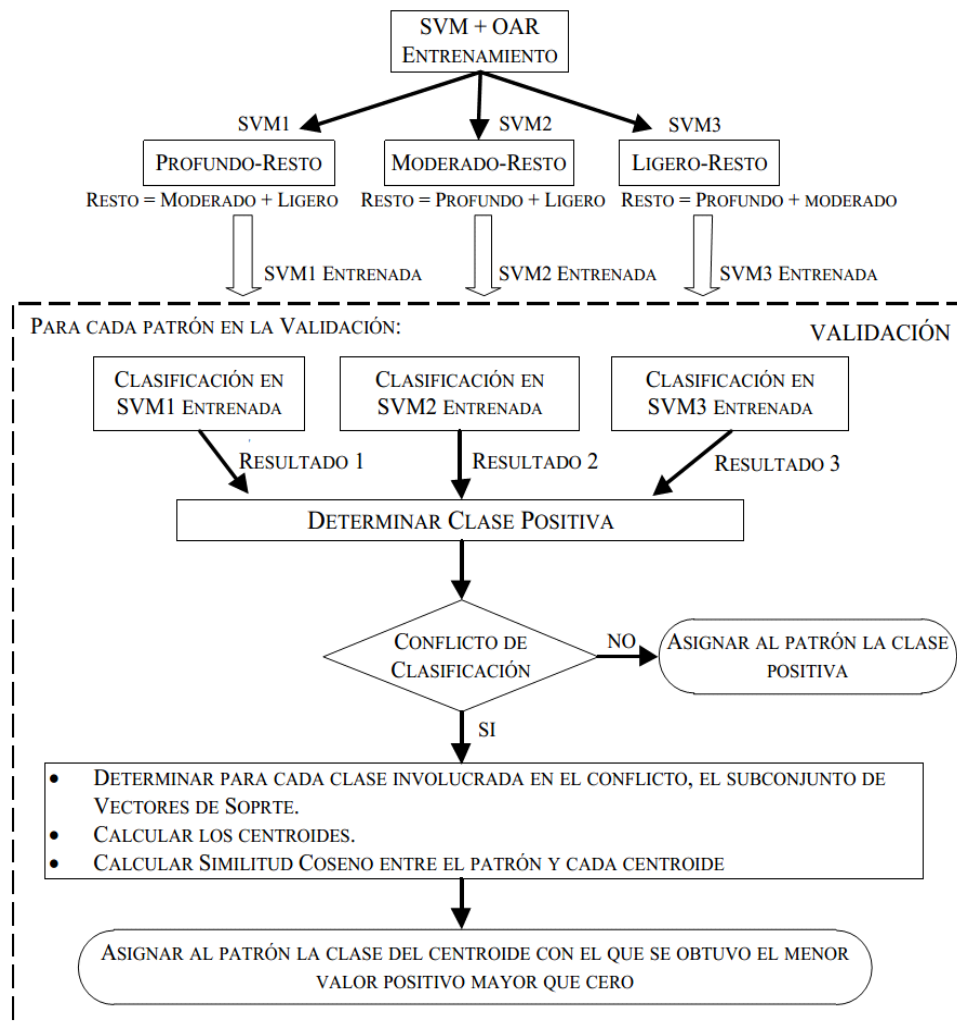 SVM + OAR
ENTRENAMIENTO
SVM1
SVM2
SVM3
PROFUNDO-RESTO
MODERADO-RESTO
LIGERO-RESTO
RESTO = MODERADO + LIGERO
RESTO = PROFUNDO + LIGERO
RESTO = PROFUNDO + MODERADO
SVM1 ENTRENADA
SVM2 ENTRENADA
SVM3 ENTRENADA
PARA CADA PATRÓN EN LA VALIDACIÓN:
VALIDACIÓN
CLASIFICACIÓN EN
SVM1 ENTRENADA
CLASIFICACIÓN EN
SVM2 ENTRENADA
CLASIFICACIÓN EN
SVM3 ENTRENADA
RESULTADO 1
RESULTADO 2
RESULTADO 3
DETERMINAR CLASE POSITIVA
CONFLICTO DE
CLASIFICACIÓN
NO
ASIGNAR AL PATRÓN LA CLASE
POSITIVA
SI
• DETERMINAR PARA CADA CLASE INVOLUCRADA EN EL CONFLICTO, EL SUBCONJUNTO DE
VECTORES DE SOPRTE.
• CALCULAR LOS CENTROIDES.
• CALCULAR SIMILITUD COSENO ENTRE EL PATRÓN Y CADA CENTROIDE
ASIGNAR AL PATRÓN LA CLASE DEL CENTROIDE CON EL QUE SE OBTUVO EL MENOR
VALOR POSITIVO MAYOR QUE CERO